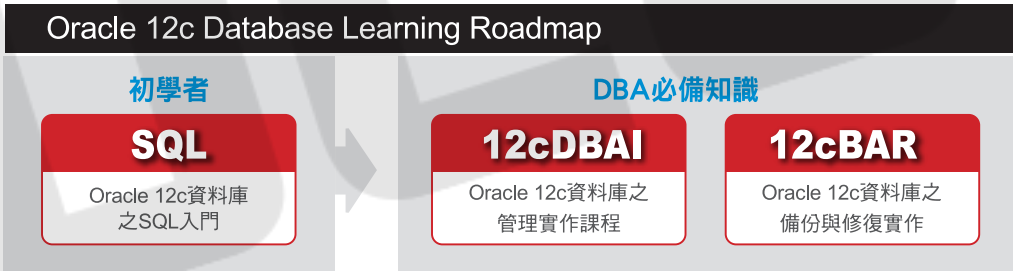 Oracle 12c Database Learning Roadmap
初學者
SQL
Oracle 12c資料庫
之SQL入門
DBA必備知識
12cDBAI
Oracle 12c資料庫之
管理實作課程
12cBAR
Oracle 12c資料庫之
備份與修復實作